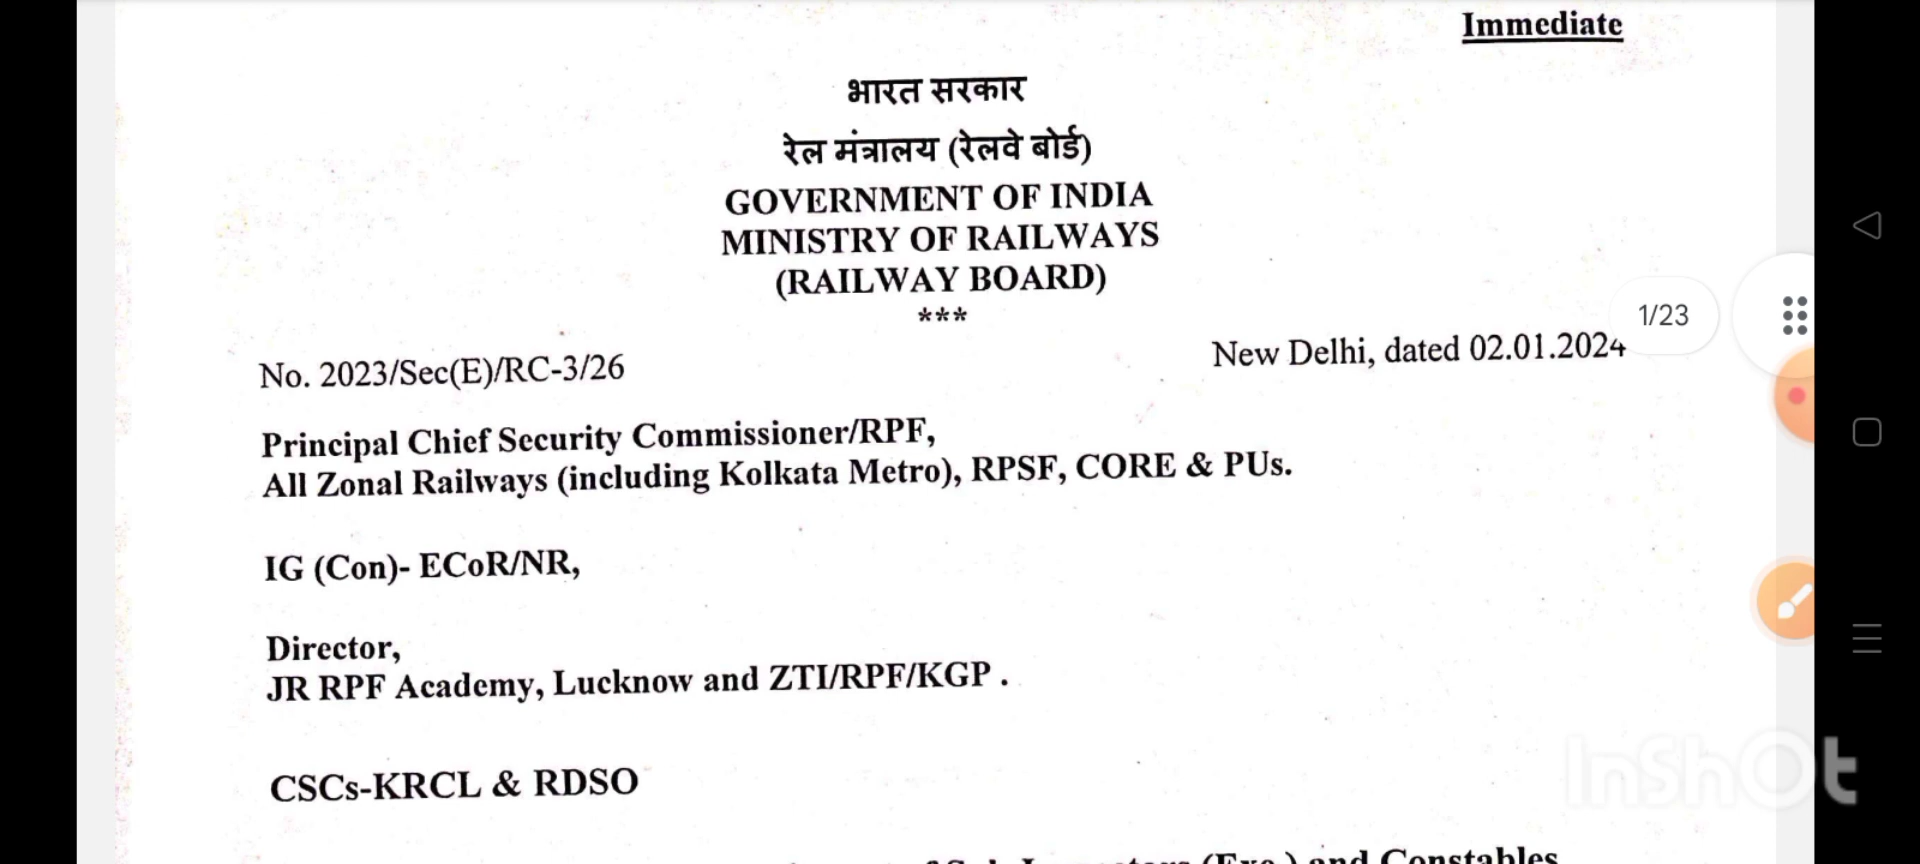 Immediate
भारत सरकार
रेल मंत्रालय (रेलवे बोर्ड)
GOVERNMENT OF INDIA
MINISTRY OF RAILWAYS
(RAILWAY BOARD)
***
No. 2023/Sec(E)/RC-3/26
New Delhi, dated 02.01.2024
1/23
Principal Chief Security Commissioner/RPF,
All Zonal Railways (including Kolkata Metro), RPSF, CORE & PUs.
IG (Con)- ECoR/NR,
Director,
JR RPF Academy, Lucknow and ZTI/RPF/KGP .
CSCs-KRCL & RDSO
InShOt
and Constables